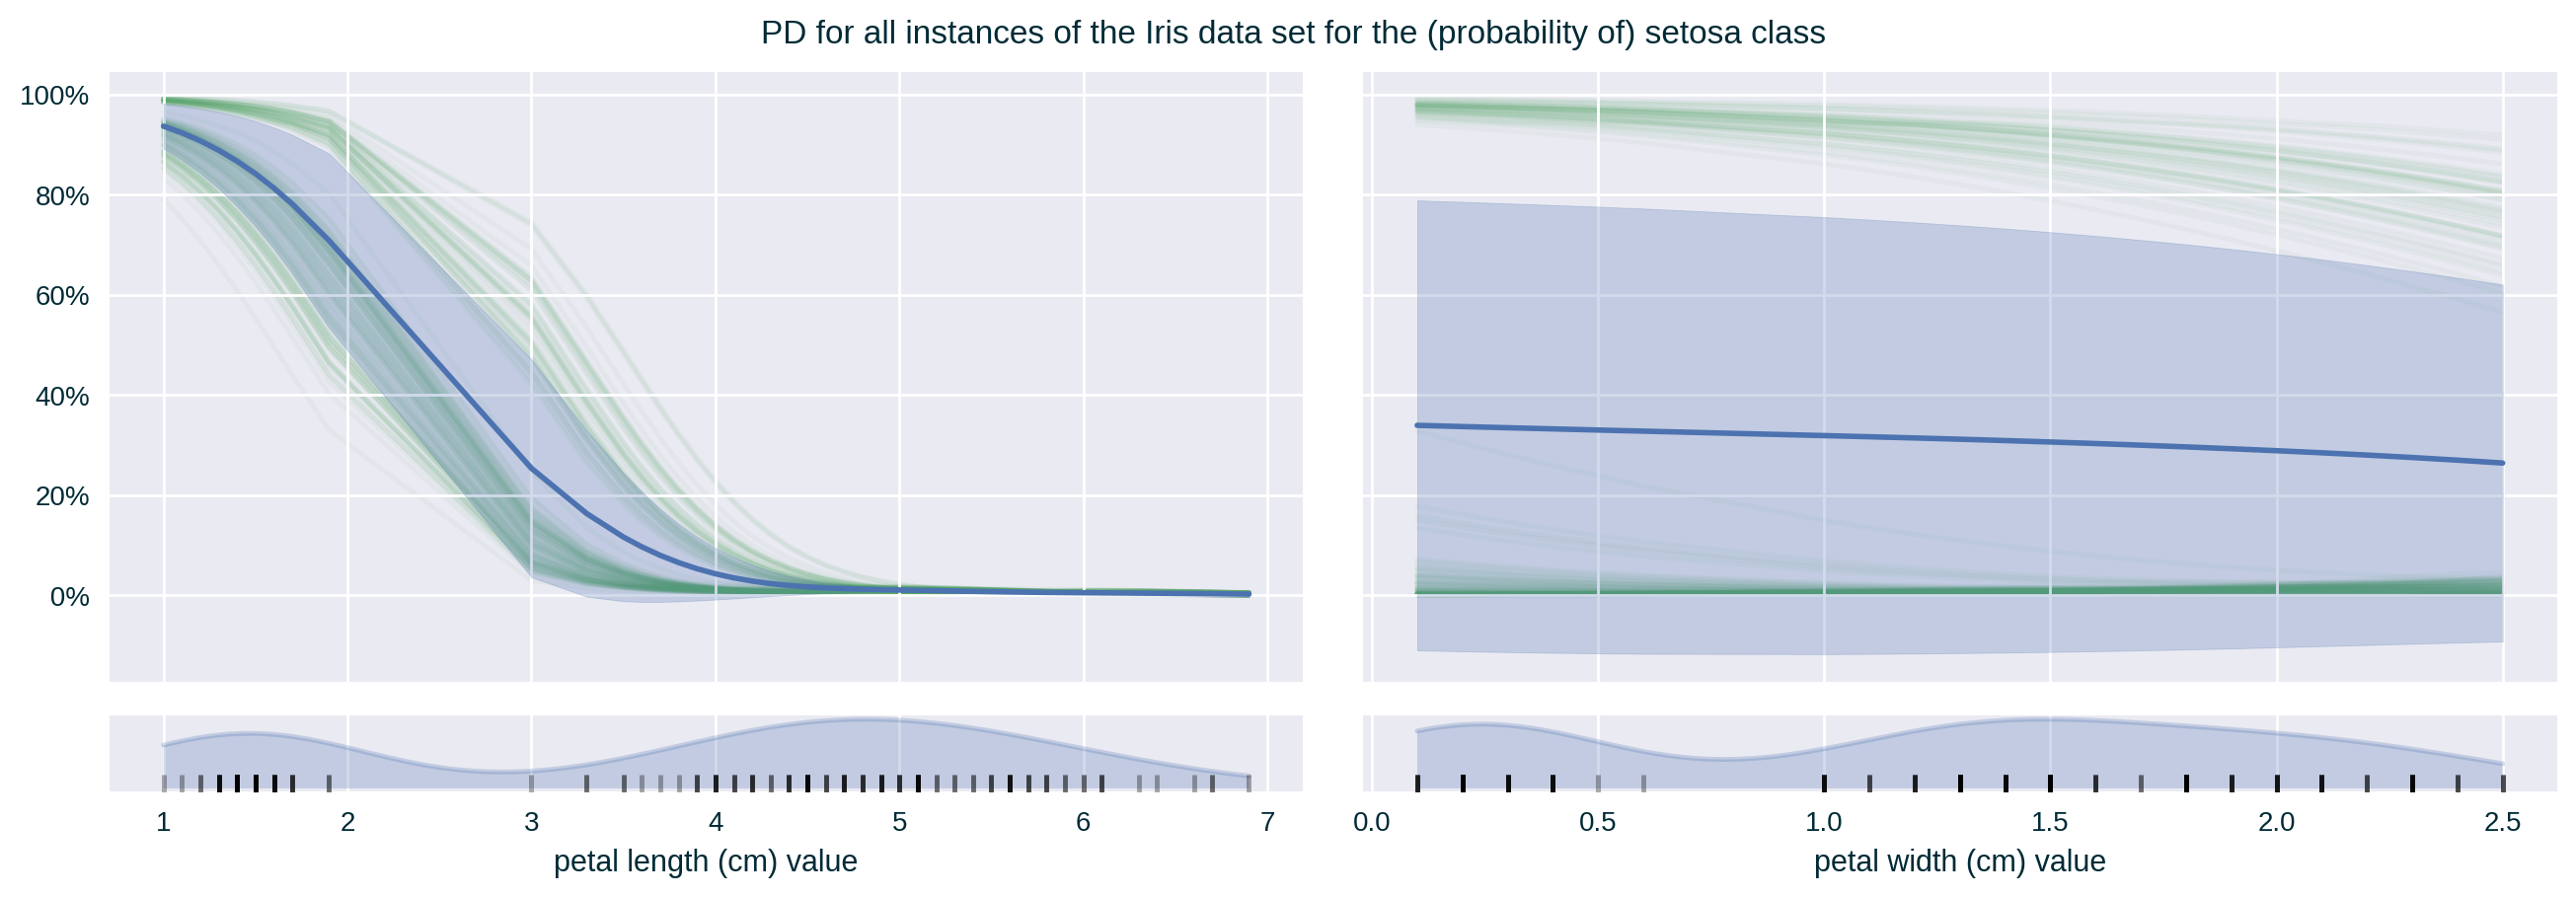 PD for all instances of the Iris data set for the (probability of) setosa class
100%
80%
60%
40%
20%
0%
1 2 3 4 5 6 7
0.0 0.5 1.0 1.5 2.0 2.5
petal length (cm) value
petal width (cm) value